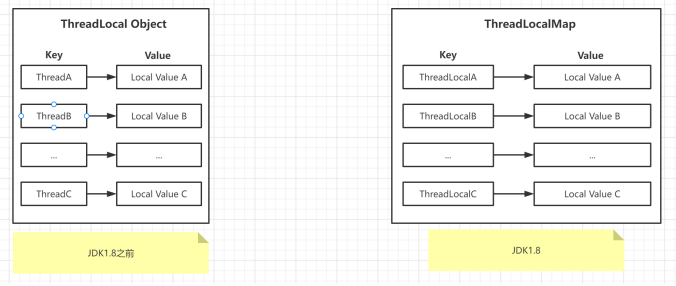 ThreadLocal Object
Key Value
ThreadA Local Value A
ThreadB Local Value B
... ...
ThreadC Local Value C
JDK1.8之前
ThreadLocalMap
Key Value
ThreadLocalA Local Value A
ThreadLocalB Local Value B
... ...
ThreadLocalC Local Value C
JDK1.8